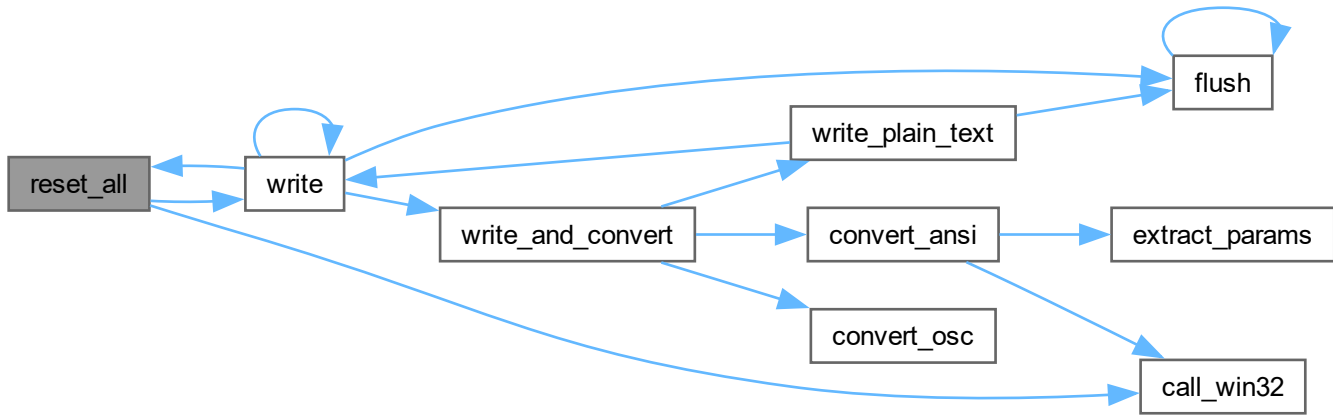 flush
write_plain_text
reset_all
write
write_and_convert
convert_ansi
extract_params
convert_osc
call_win32